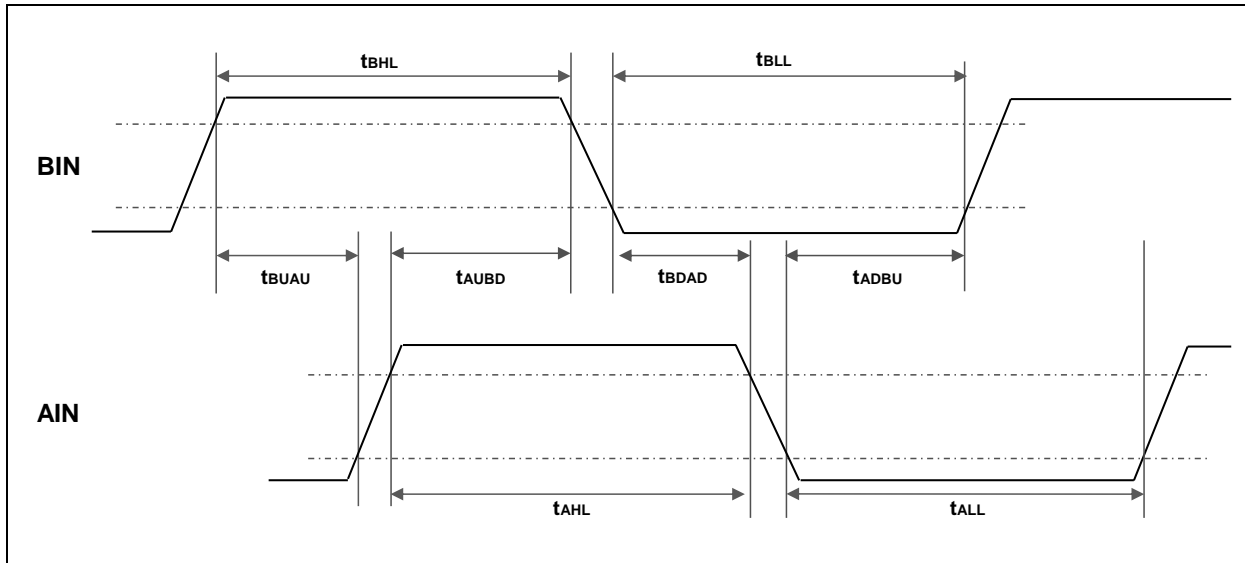 tBHL
tBLL
BIN
tBUAU
tAUBD
tBDAD
tADBU
AIN
tAHL
tALL